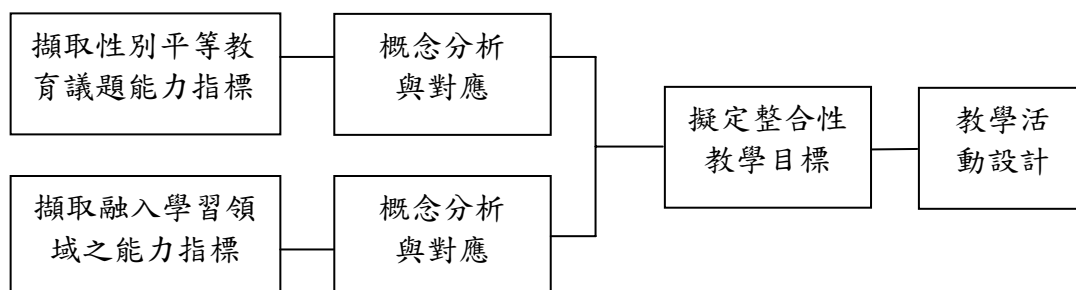 擷取性別平等教
育議題能力指標
概念分析
與對應
擷取融入學習領
域之能力指標
概念分析
與對應
擬定整合性
教學目標
教學活
動設計